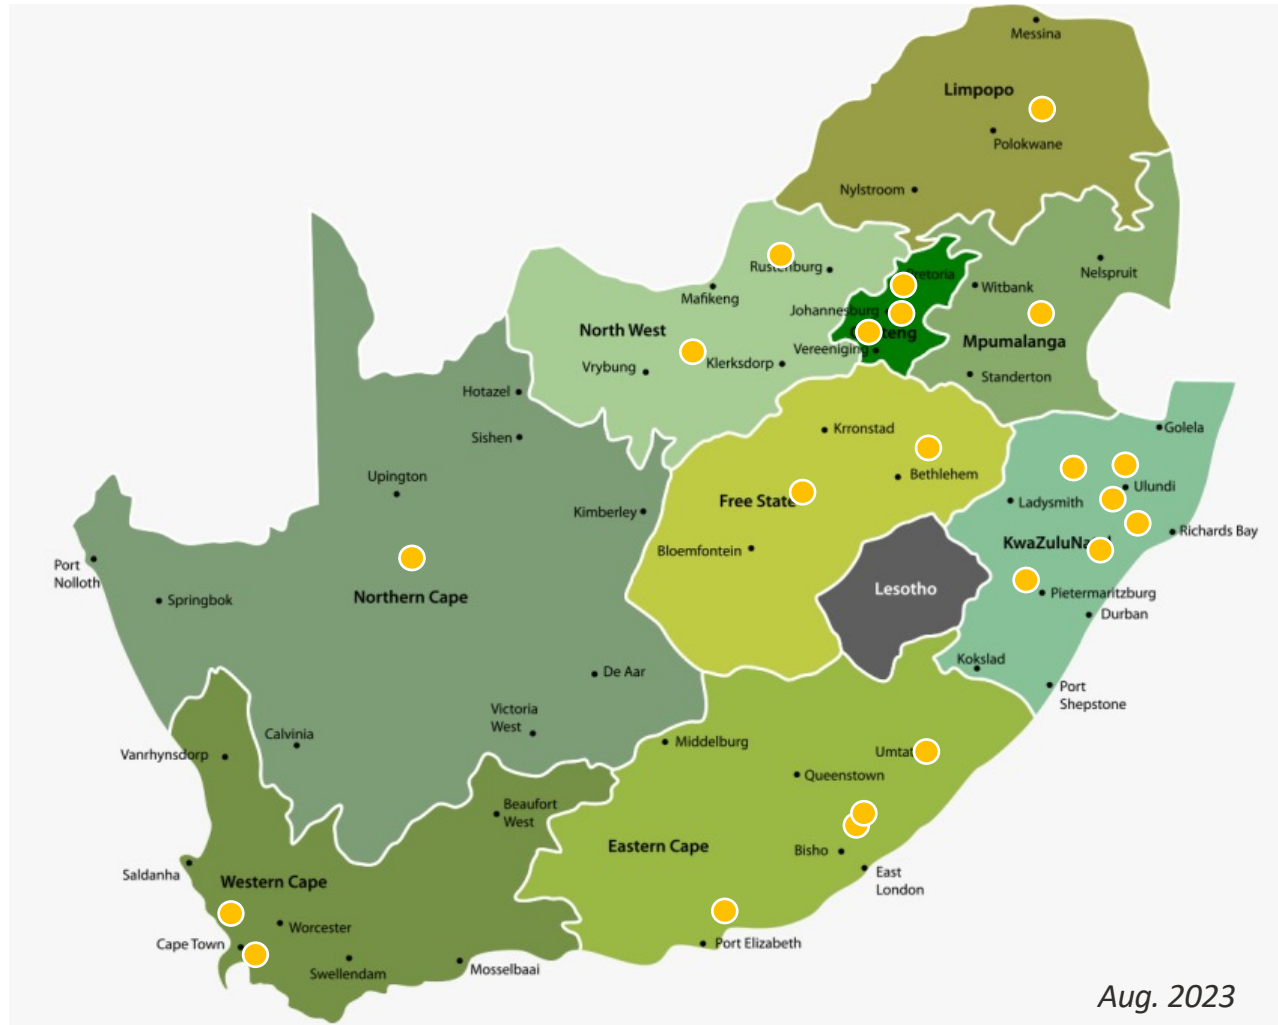 Messina
Limpopo
Polokwane
Nylstroom
Nelspruit
Rustenburg
Pretoria
Witbank
Mafikeng
Johannesburg
North West
Mpumalanga
Vereeniging
Klerksdorp
Vrybung
Standerton
Hotazel
Golela
Krronstad
Sishen
Bethlehem
Upington
Ulundi
Free State
Ladysmith
Kimberley
Richards Bay
Bloemfontein
Port
Nolloth
Lesotho
Pietermaritzburg
Northern Cape
Springbok
Durban
Kokslad
De Aar
Port
Shepstone
Victoria
West
Calvinia
Middelburg
Vanrhynsdorp
Queenstown
Beaufort
West
Eastern Cape
Bisho
East
London
Saldanha
Western Cape
Worcester
Cape Town
Port Elizabeth
Swellendam
Mosselbaai
Aug. 2023